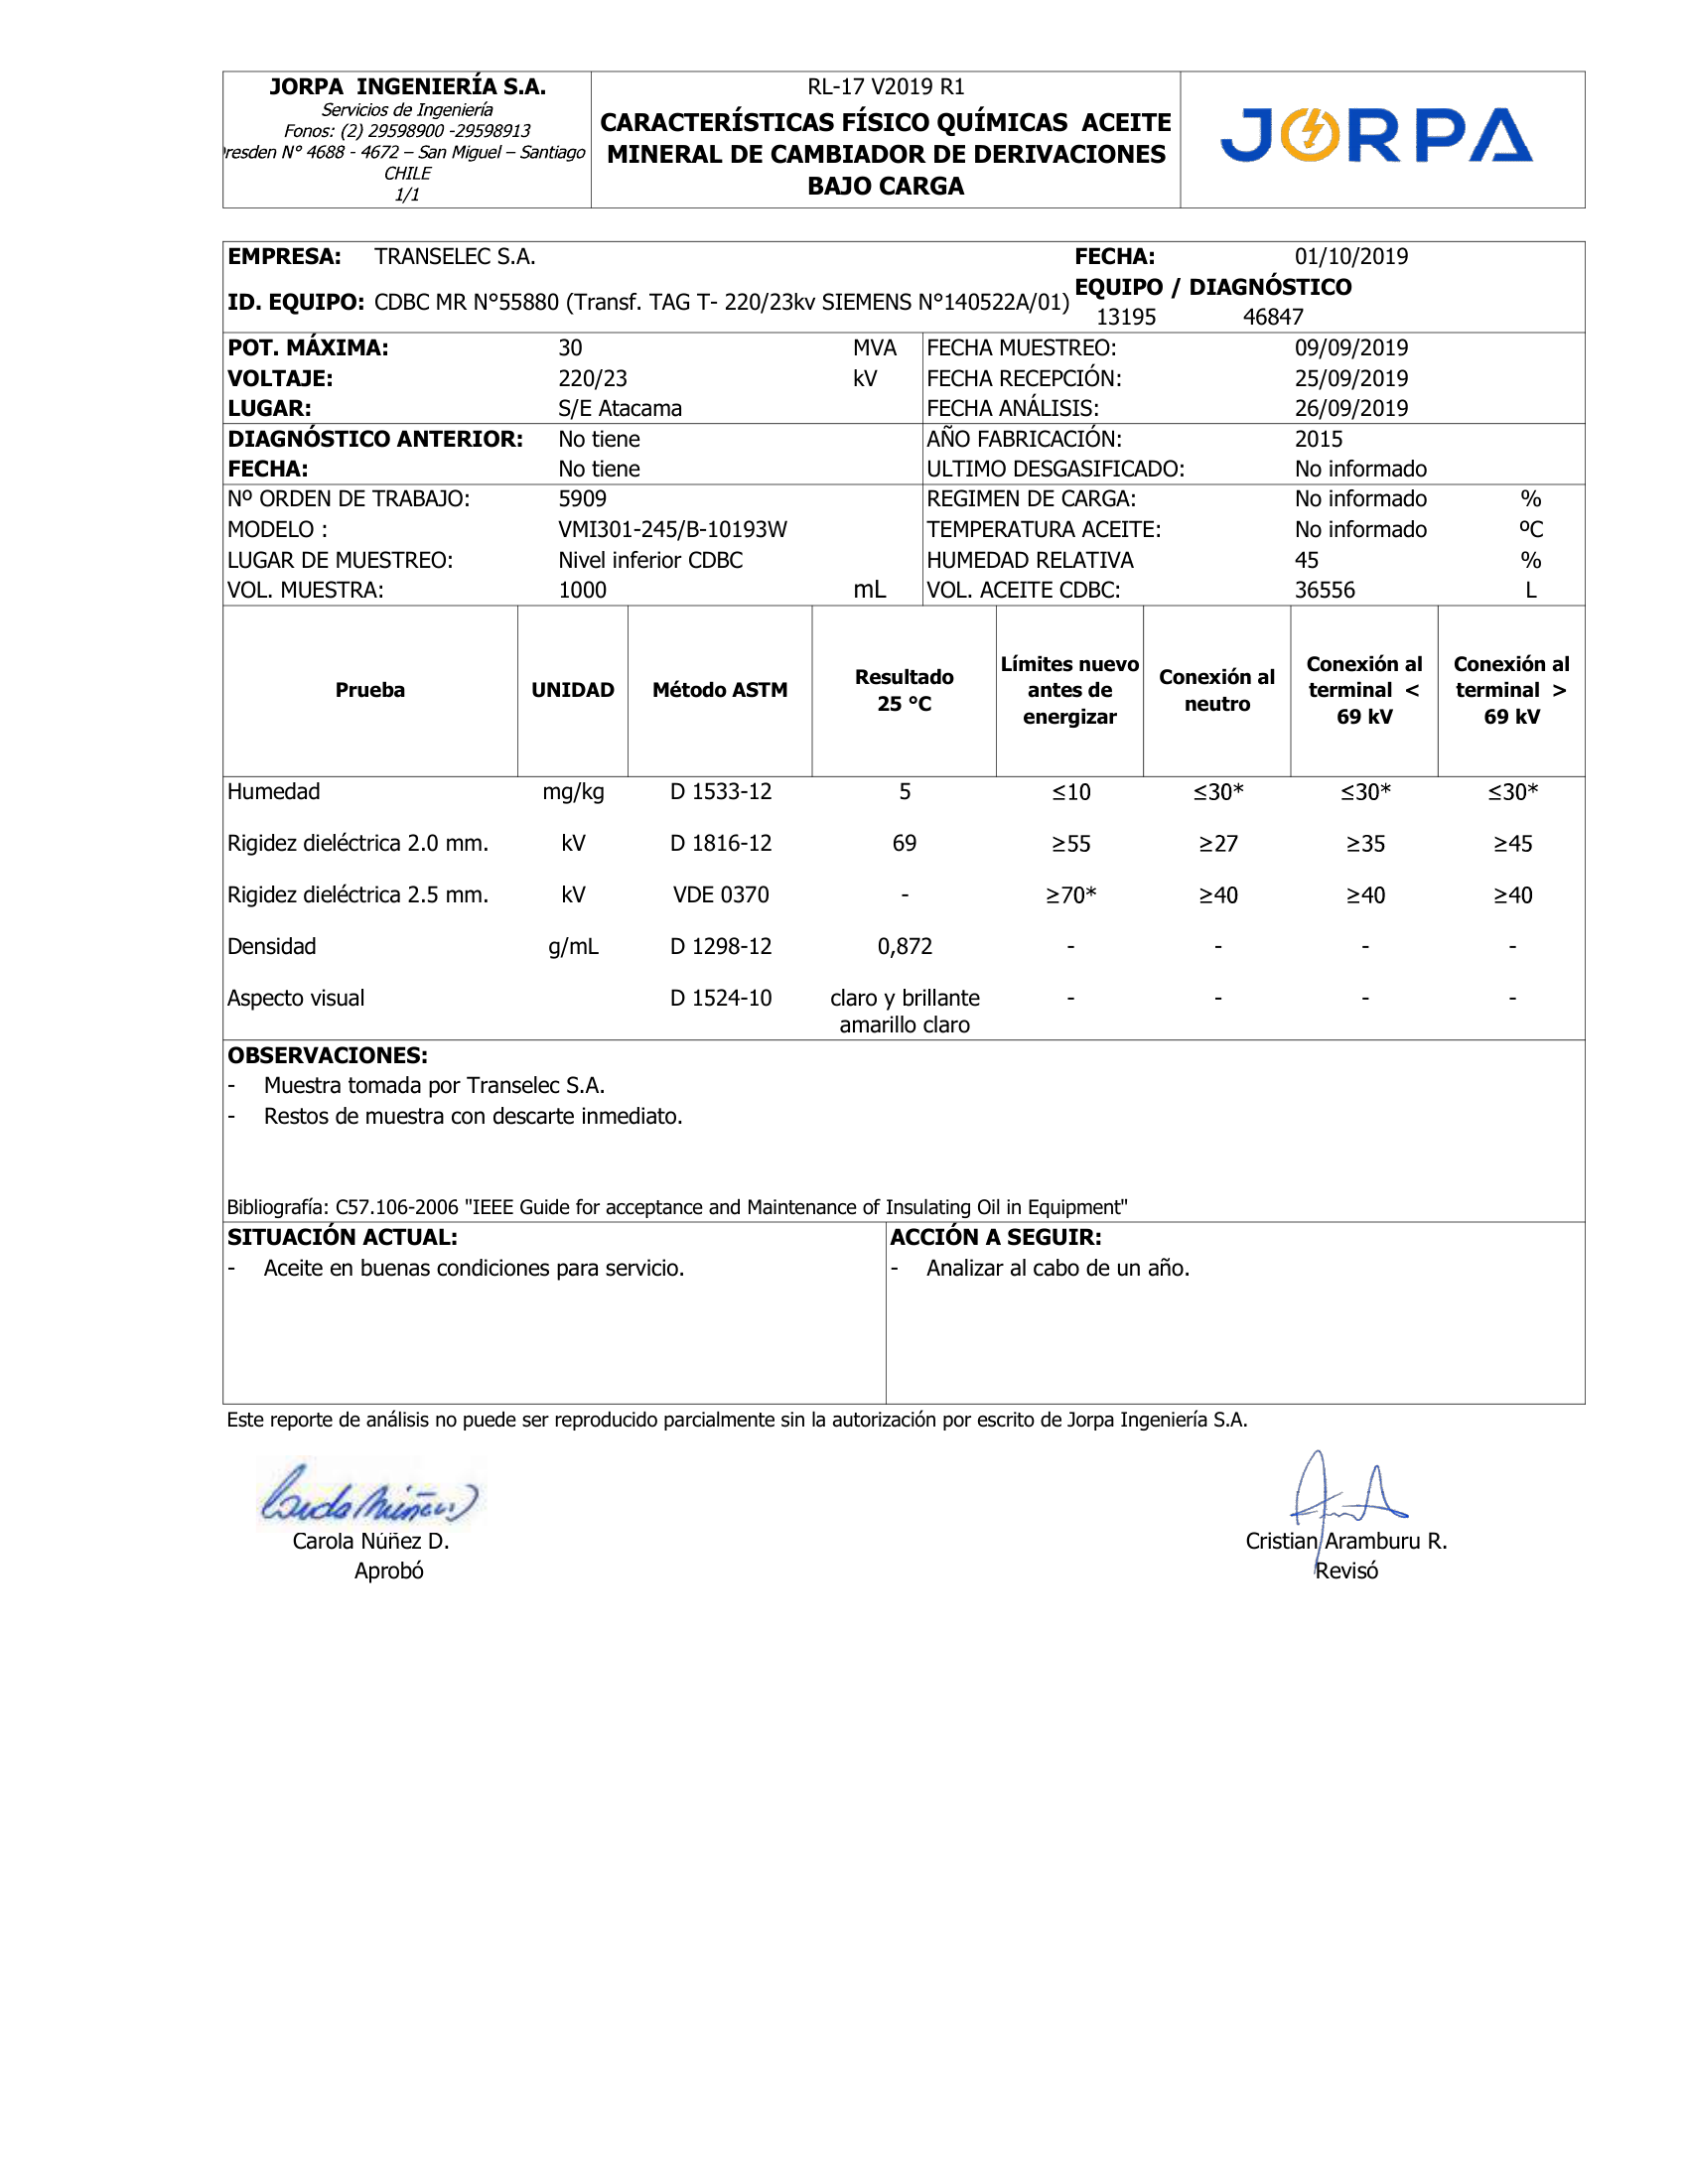 JORPA INGENIERÍA S.A.
Servicios de Ingeniería
Fonos: (2) 29598900 -29598913
resden N° 4688 - 4672 – San Miguel – Santiago
CHILE
1/1
RL-17 V2019 R1
CARACTERÍSTICAS FÍSICO QUÍMICAS ACEITE
MINERAL DE CAMBIADOR DE DERIVACIONES
BAJO CARGA
JORPA
EMPRESA: TRANSELEC S.A. FECHA: 01/10/2019
ID. EQUIPO: CDBC MR N°55880 (Transf. TAG T- 220/23kv SIEMENS N°140522A/01) EQUIPO / DIAGNÓSTICO
13195 46847
POT. MÁXIMA: 30 MVA FECHA MUESTREO: 09/09/2019
VOLTAJE: 220/23 kV FECHA RECEPCIÓN: 25/09/2019
LUGAR: S/E Atacama FECHA ANÁLISIS: 26/09/2019
DIAGNÓSTICO ANTERIOR: No tiene AÑO FABRICACIÓN: 2015
FECHA: No tiene ULTIMO DESGASIFICADO: No informado
Nº ORDEN DE TRABAJO: 5909 REGIMEN DE CARGA: No informado %
MODELO : VMI301-245/B-10193W TEMPERATURA ACEITE: No informado ºC
LUGAR DE MUESTREO: Nivel inferior CDBC HUMEDAD RELATIVA 45 %
VOL. MUESTRA: 1000 mL VOL. ACEITE CDBC: 36556 L
Prueba UNIDAD Método ASTM Resultado 25 °C Límites nuevo antes de energizar Conexión al neutro Conexión al terminal < 69 kV Conexión al terminal > 69 kV
Humedad mg/kg D 1533-12 5 ≤10 ≤30* ≤30* ≤30*
Rigidez dieléctrica 2.0 mm. kV D 1816-12 69 ≥55 ≥27 ≥35 ≥45
Rigidez dieléctrica 2.5 mm. kV VDE 0370 - ≥70* ≥40 ≥40 ≥40
Densidad g/mL D 1298-12 0,872 - - - -
Aspecto visual D 1524-10 claro y brillante - - - -
amarillo claro
OBSERVACIONES:
- Muestra tomada por Transelec S.A.
- Restos de muestra con descarte inmediato.
Bibliografía: C57.106-2006 "IEEE Guide for acceptance and Maintenance of Insulating Oil in Equipment"
SITUACIÓN ACTUAL: ACCIÓN A SEGUIR:
- Aceite en buenas condiciones para servicio. - Analizar al cabo de un año.
Este reporte de análisis no puede ser reproducido parcialmente sin la autorización por escrito de Jorpa Ingeniería S.A.
Carola Núñez D. Cristian Aramburu R.
Aprobó Revisó